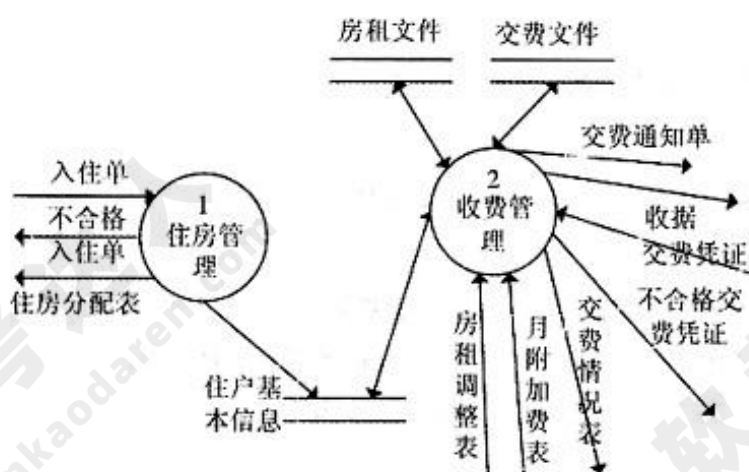 房租文件
交费文件
交费通知单
入住单
1
住房管
理
2
收费管
理
不合格
入住单
收据
交费凭证
住房分配表
不合格交
费凭证
住户基
本信息
房租调整表
月附加费表
交费情况表
kaodaren.com